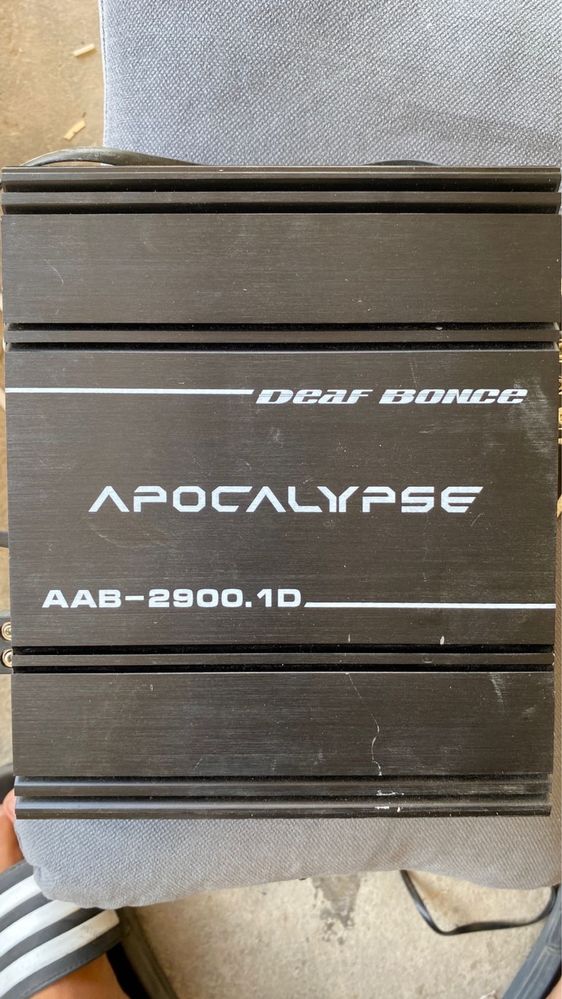 Deaf Bonce
APOCALYPSE
AAB-2900.1D